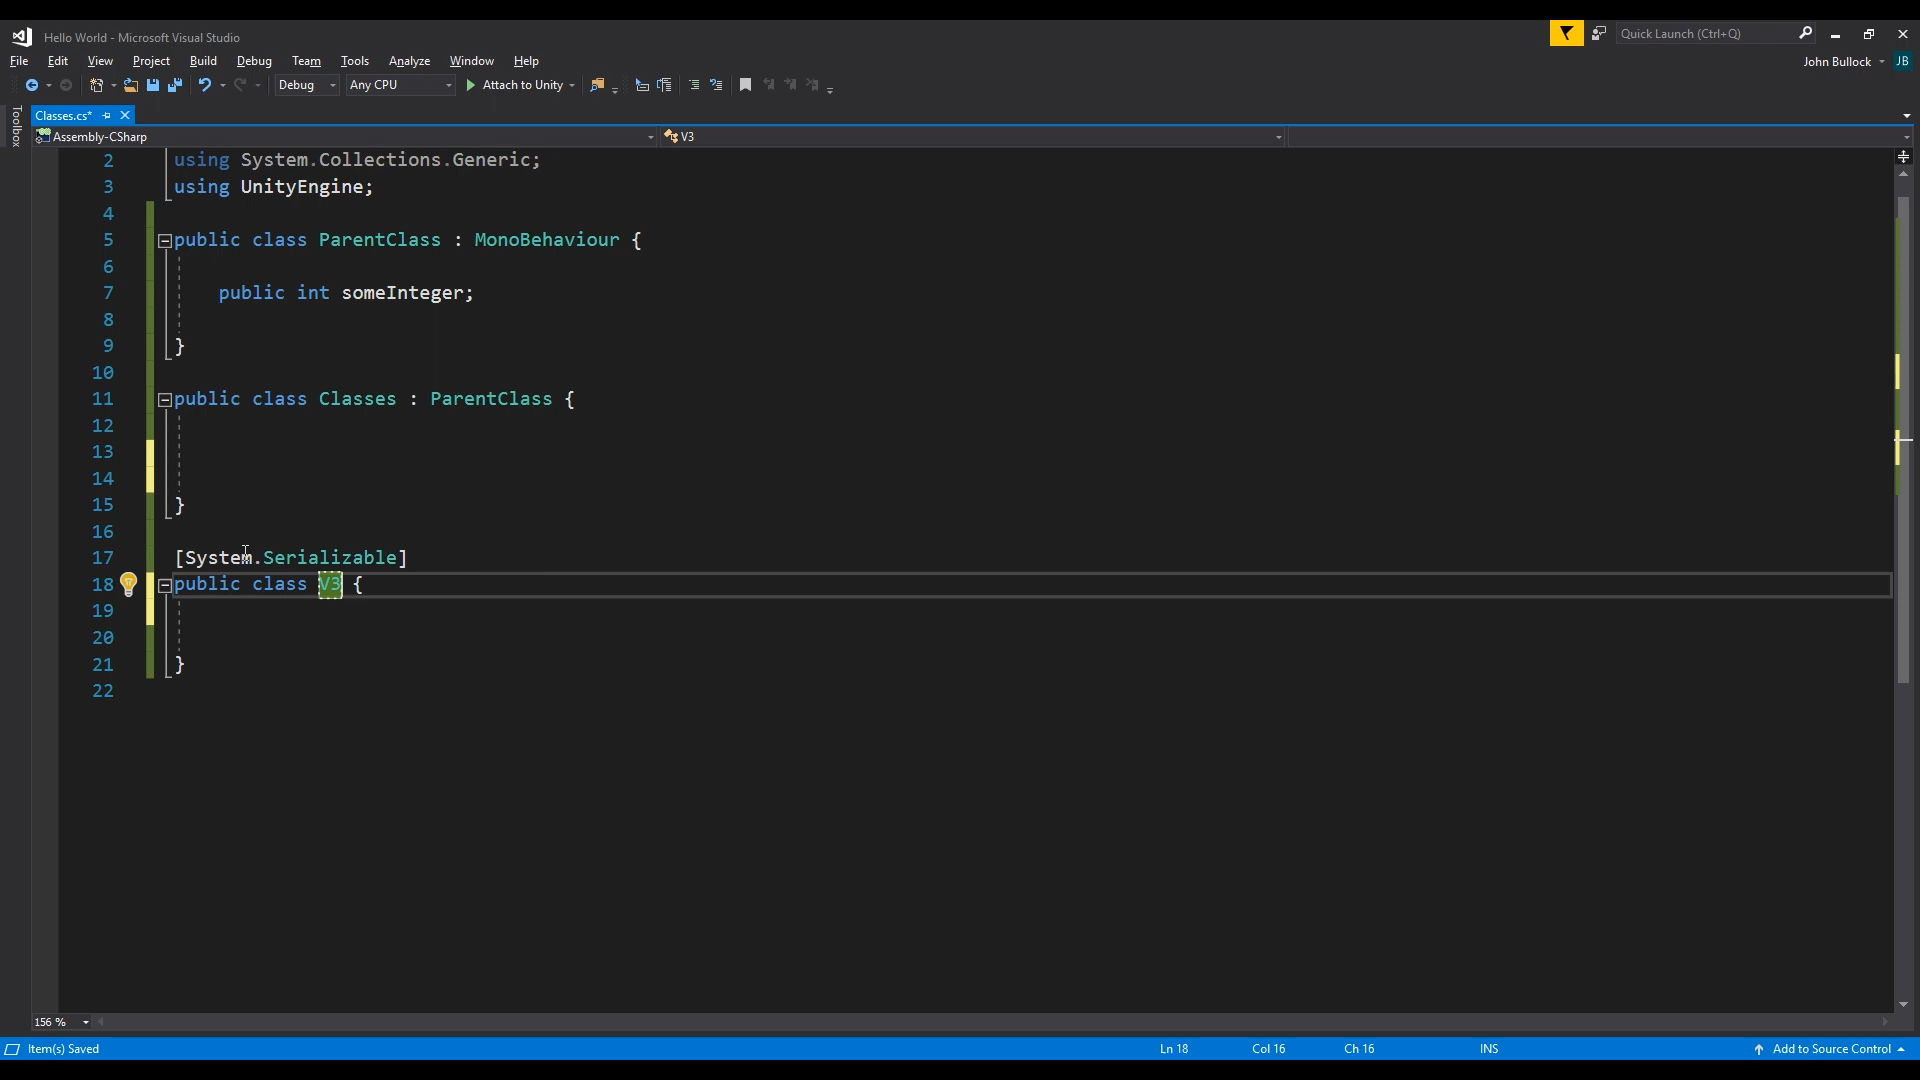 Hello World - Microsoft Visual Studio
Quick Launch (Ctrl+Q)
File Edit View Project Build Debug Team Tools Analyze Window Help
John Bullock JB
Debug Any CPU Attach to Unity
Toolbox
Classes.cs*
Assembly-CSharp V3
2 using System.Collections.Generic;
3 using UnityEngine;
4
5 public class ParentClass : MonoBehaviour {
6
7 public int someInteger;
8
9 }
10
11 public class Classes : ParentClass {
12
13
14
15 }
16
17 [System.Serializable]
18 public class V3 {
19
20
21 }
22
156 %
Item(s) Saved Ln 18 Col 16 Ch 16 INS Add to Source Control